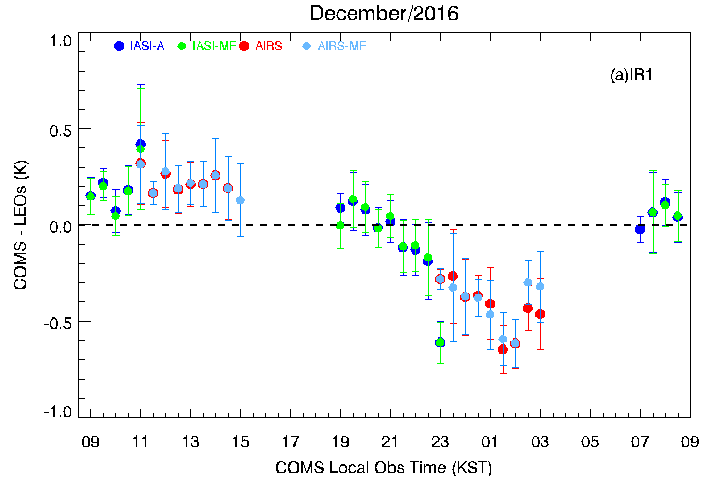 December/2016
IASI-A IASI-MF AIRS AIRS-MF
(a)IR1
1.0
0.5
0.0
-0.5
-1.0
COMS - LEOs (K)
09 11 13 15 17 19 21 23 01 03 05 07 09
COMS Local Obs Time (KST)